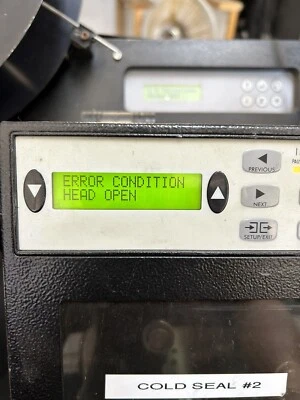 ERROR CONDITION
HEAD OPEN
PREVIOUS
NEXT
SETUP/EXIT
COLD SEAL #2